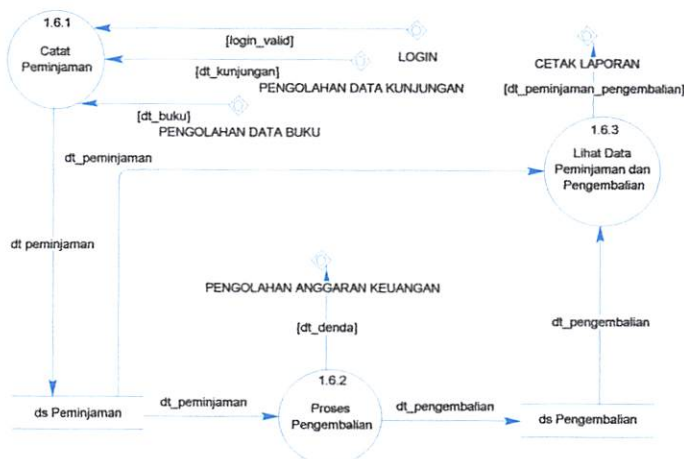 1.6.1
Catat
Peminjaman
[login_valid]
LOGIN
[dt_kunjungan]
PENGOLAHAN DATA KUNJUNGAN
[dt_buku]
PENGOLAHAN DATA BUKU
CETAK LAPORAN
[dt_peminjaman_pengembalian]
1.6.3
Lihat Data
Peminjaman dan
Pengembalian
dt_peminjaman
dt peminjaman
PENGOLAHAN ANGGARAN KEUANGAN
[dt_denda]
dt_pengembalian
ds Peminjaman
dt_peminjaman
1.6.2
Proses
Pengembalian
dt_pengembalian
ds Pengembalian